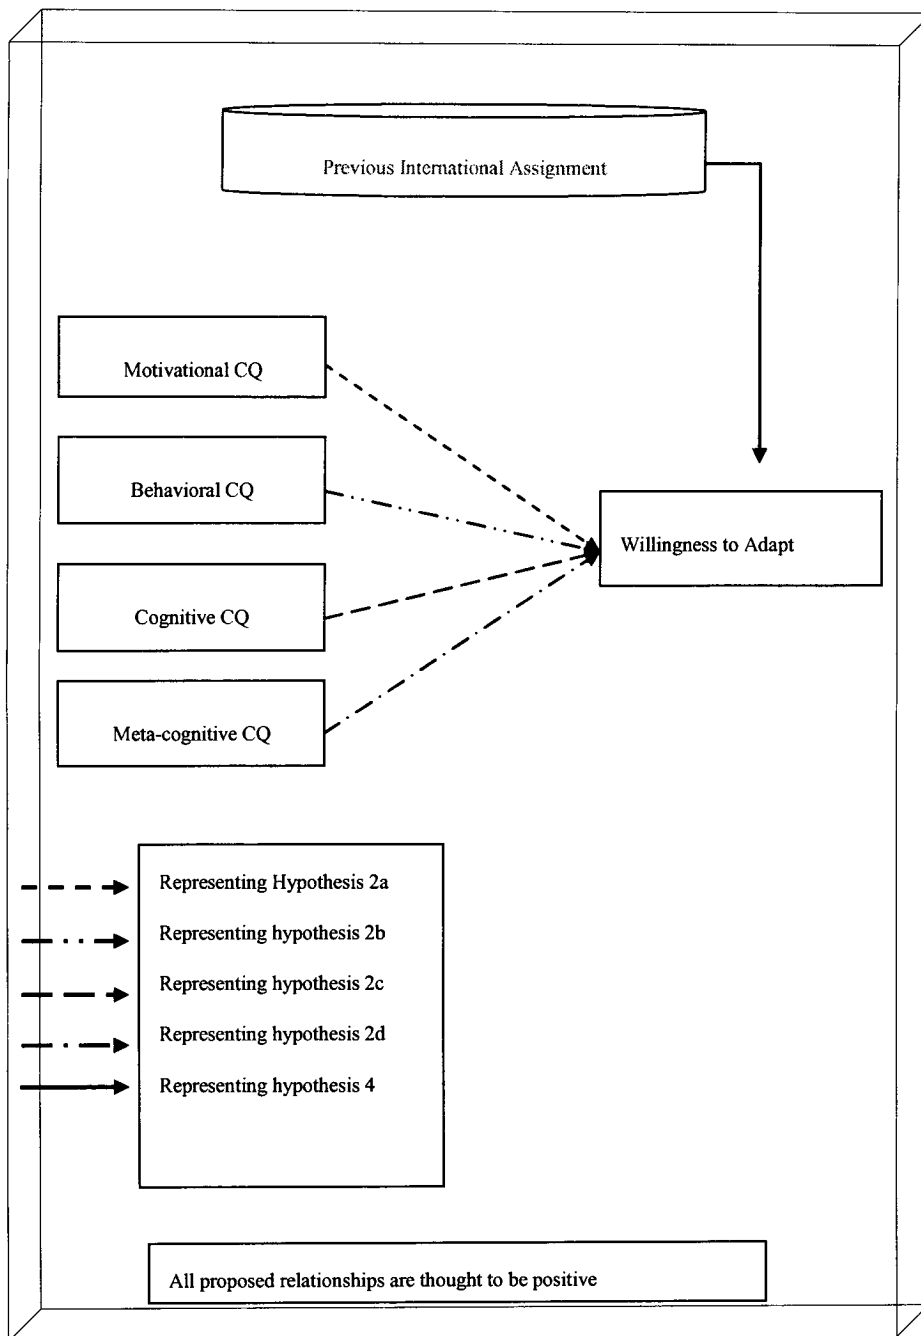 Previous International Assignment
Motivational CQ
Behavioral CQ
Willingness to Adapt
Cognitive CQ
Meta-cognitive CQ
Representing Hypothesis 2a
Representing hypothesis 2b
Representing hypothesis 2c
Representing hypothesis 2d
Representing hypothesis 4
All proposed relationships are thought to be positive